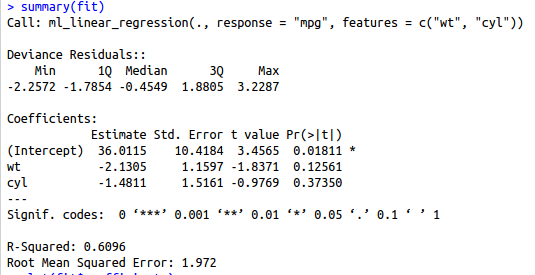 > summary(fit)
Call: ml_linear_regression(., response = "mpg", features = c("wt", "cyl"))
Deviance Residuals::
Min 1Q Median 3Q Max
-2.2572 -1.7854 -0.4549 1.8805 3.2287
Coefficients:
Estimate Std. Error t value Pr(>|t|)
(Intercept) 36.0115 10.4184 3.4565 0.01811 *
wt -2.1305 1.1597 -1.8371 0.12561
cyl -1.4811 1.5161 -0.9769 0.37350
---
Signif. codes: 0 ‘***’ 0.001 ‘**’ 0.01 ‘*’ 0.05 ‘.’ 0.1 ‘ ’ 1
R-Squared: 0.6096
Root Mean Squared Error: 1.972